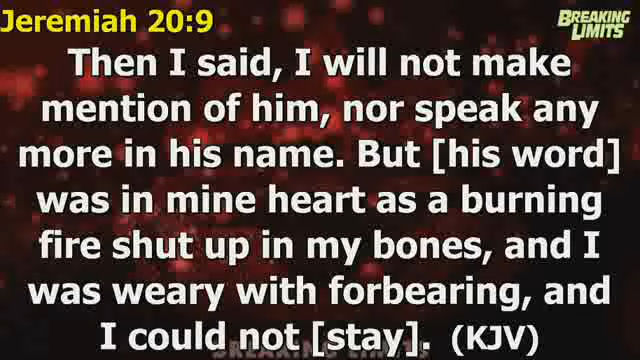 Jeremiah 20:9
BREAKING
LIMITS
Then I said, I will not make
mention of him, nor speak any
more in his name. But [his word]
was in mine heart as a burning
fire shut up in my bones, and I
was weary with forbearing, and
I could not [stay]. (KJV)
BREAKING LIMITS